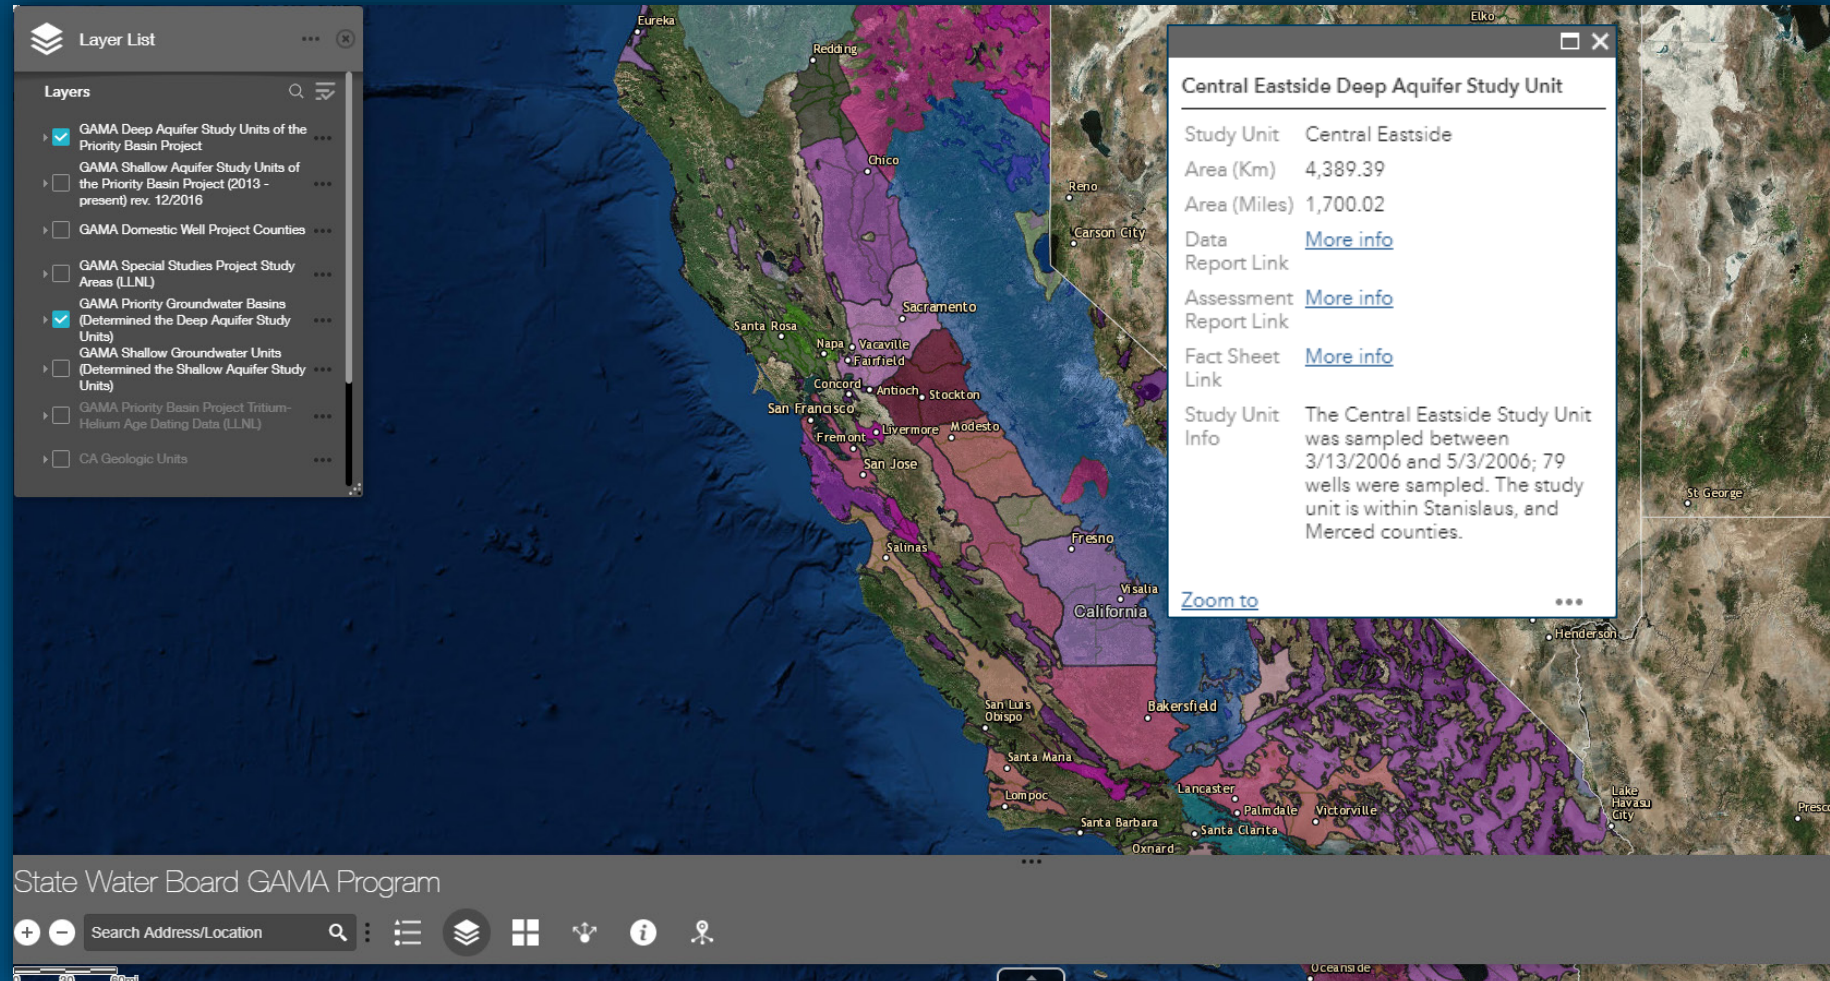 Layer List
Layers
GAMA Deep Aquifer Study Units of the
Priority Basin Project
GAMA Shallow Aquifer Study Units of
the Priority Basin Project (2013 -
present) rev. 12/2016
GAMA Domestic Well Project Counties
GAMA Special Studies Project Study
Areas (LLNL)
GAMA Priority Groundwater Basins
(Determined the Deep Aquifer Study
Units)
GAMA Shallow Groundwater Units
(Determined the Shallow Aquifer Study
Units)
GAMA Priority Basin Project Tritium-
Helium Age Dating Data (LLNL)
CA Geologic Units
Eureka
Redding
Elko
Chico
Reno
Carson City
Sacramento
Santa Rosa
Napa
Vacaville
Fairfield
Concord
Antioch
Stockton
San Francisco
Livermore
Modesto
Fremont
San Jose
Salinas
Fresno
Visalia
California
San Luis
Obispo
Bakersfield
Santa Maria
Lompoc
Lancaster
Palmdale
Victorville
Santa Barbara
Santa Clarita
Oxnard
St George
Henderson
Lake
Havasu
City
Presc
Oceanside
Central Eastside Deep Aquifer Study Unit
Study Unit Central Eastside
Area (Km) 4,389.39
Area (Miles) 1,700.02
Data More info
Report Link
Assessment More info
Report Link
Fact Sheet More info
Link
Study Unit The Central Eastside Study Unit
Info was sampled between
3/13/2006 and 5/3/2006; 79
wells were sampled. The study
unit is within Stanislaus, and
Merced counties.
Zoom to
State Water Board GAMA Program
Search Address/Location